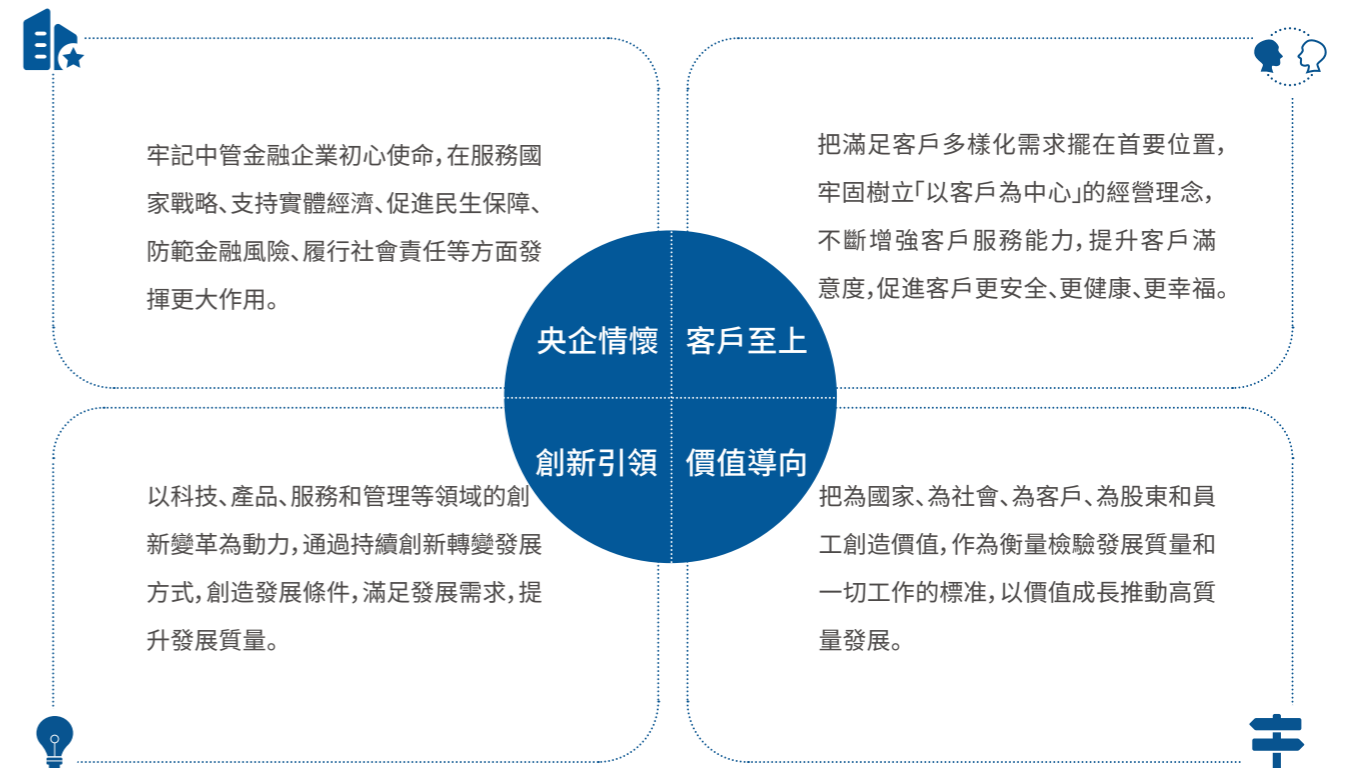 牢記中管金融企業初心使命，在服務國
家戰略、支持實體經濟、促進民生保障、
防範金融風險、履行社會責任等方面發
揮更大作用。
把滿足客戶多樣化需求擺在首要位置，
牢固樹立「以客戶為中心」的經營理念，
不斷增強客戶服務能力，提升客戶滿
意度，促進客戶更安全、更健康、更幸福。
央企情懷
客戶至上
創新引領
價值導向
以科技、產品、服務和管理等領域的創
新變革為動力，通過持續創新轉變發展
方式，創造發展條件，滿足發展需求，提
升發展質量。
把為國家、為社會、為客戶、為股東和員
工創造價值，作為衡量檢驗發展質量和
一切工作的標准，以價值成長推動高質
量發展。